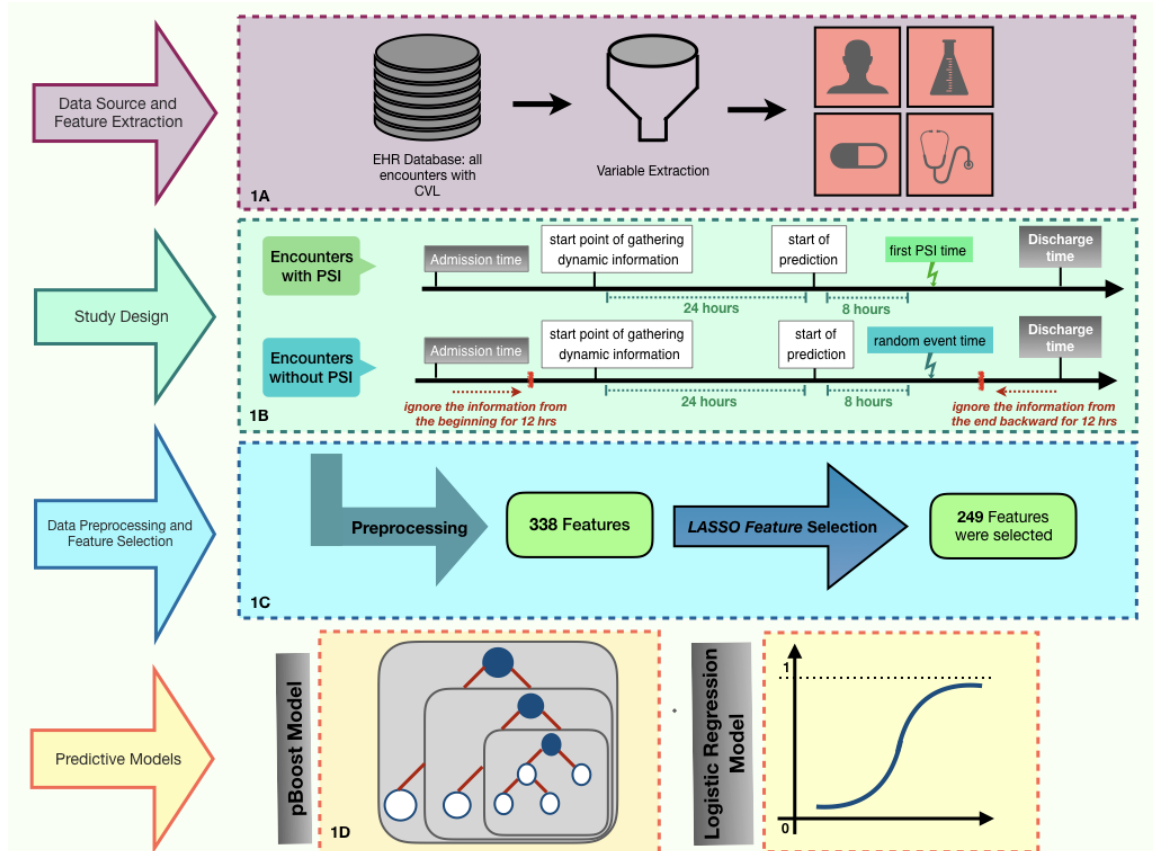 Data Source and
Feature Extraction
EHR Database: all
encounters with
CVL
Variable Extraction
1A
Study Design
Encounters
with PSI
Admission time
start point of gathering
dynamic information
start of
prediction
first PSI time
Discharge
time
24 hours
8 hours
Encounters
without PSI
Admission time
start point of gathering
dynamic information
start of
prediction
random event time
Discharge
time
24 hours
8 hours
ignore the information from
the beginning for 12 hrs
ignore the information from
the end backward for 12 hrs
1B
Data Preprocessing and
Feature Selection
Preprocessing
338 Features
LASSO Feature Selection
249 Features
were selected
1C
Predictive Models
pBoost Model
1D
Logistic Regression
Model
1
0